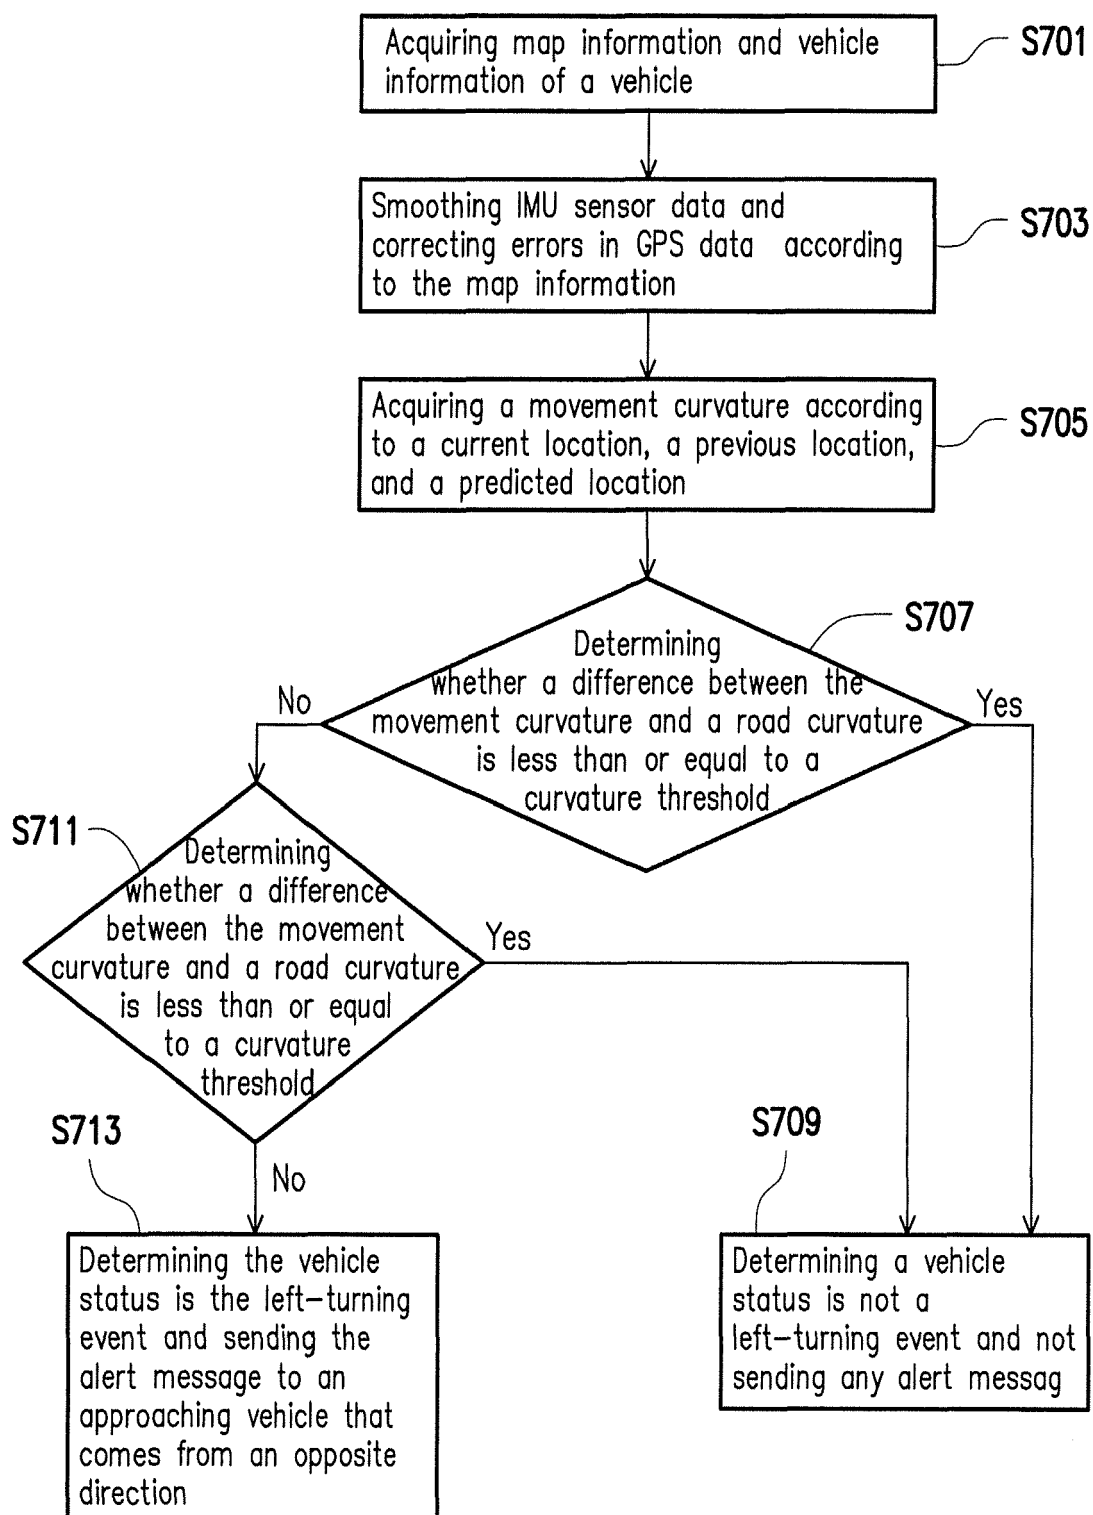 Acquiring map information and vehicle
information of a vehicle
S701
Smoothing IMU sensor data and
correcting errors in GPS data according
to the map information
S703
Acquiring a movement curvature according
to a current location, a previous location,
and a predicted location
S705
Determining
whether a difference between the
movement curvature and a road curvature
is less than or equal to a
curvature threshold
S707
No
Yes
S711
Determining
whether a difference
between the movement
curvature and a road curvature
is less than or equal
to a curvature
threshold
Yes
No
S713
Determining the vehicle
status is the left-turning
event and sending the
alert message to an
approaching vehicle that
comes from an opposite
direction
S709
Determining a vehicle
status is not a
left-turning event and not
sending any alert messag